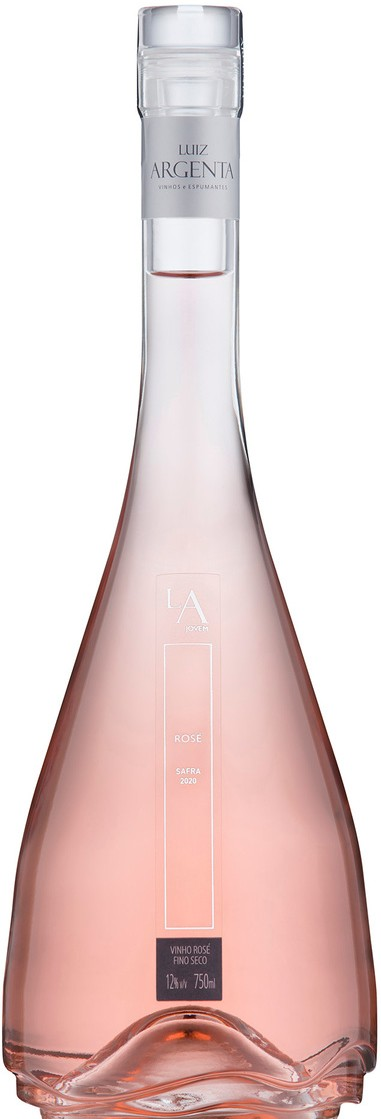 LUIZ
ARGENTA
VINHOS e ESPUMANTES
LA
JOVEM
ROSÉ
SAFRA
2020
VINHO ROSÉ
FINO SECO
12% v/v 750ml